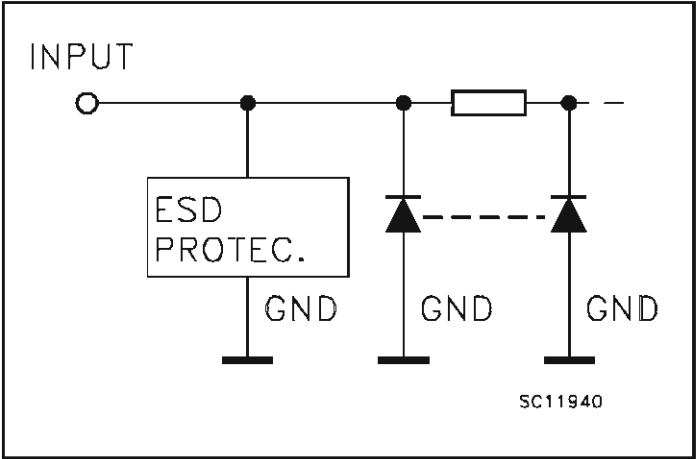 INPUT
ESD
PROTEC.
GND
GND
GND
SC11940